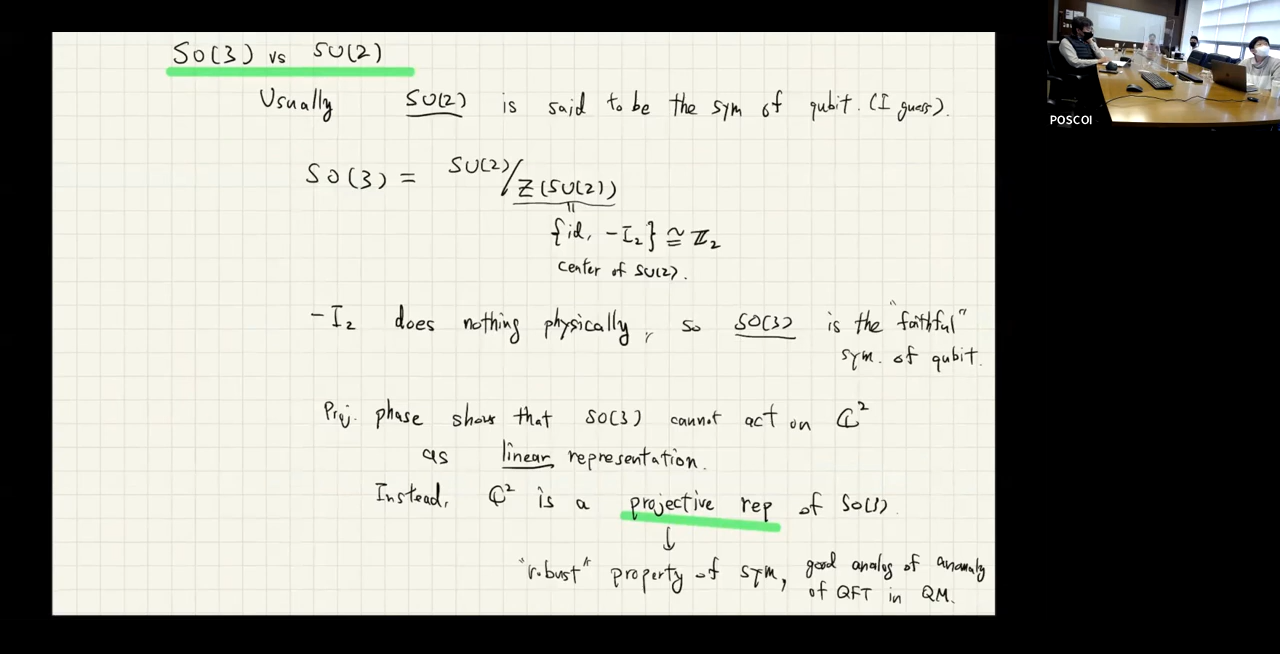 SO(3) vs SU(2)
Usually SU(2) is said to be the sym of qubit. (I guess).
SO(3) = SU(2)/Z(SU(2))
{id, -I₂} ≅ ℤ₂
center of SU(2).
-I₂ does nothing physically, so SO(3) is the "faithful"
sym. of qubit.
Proj. phase shows that SO(3) cannot act on ℂ²
as linear representation.
Instead, ℂ² is a projective rep of SO(3).
↓
"robust" property of sym, good analog of anomaly
of QFT in QM.
POSCOI